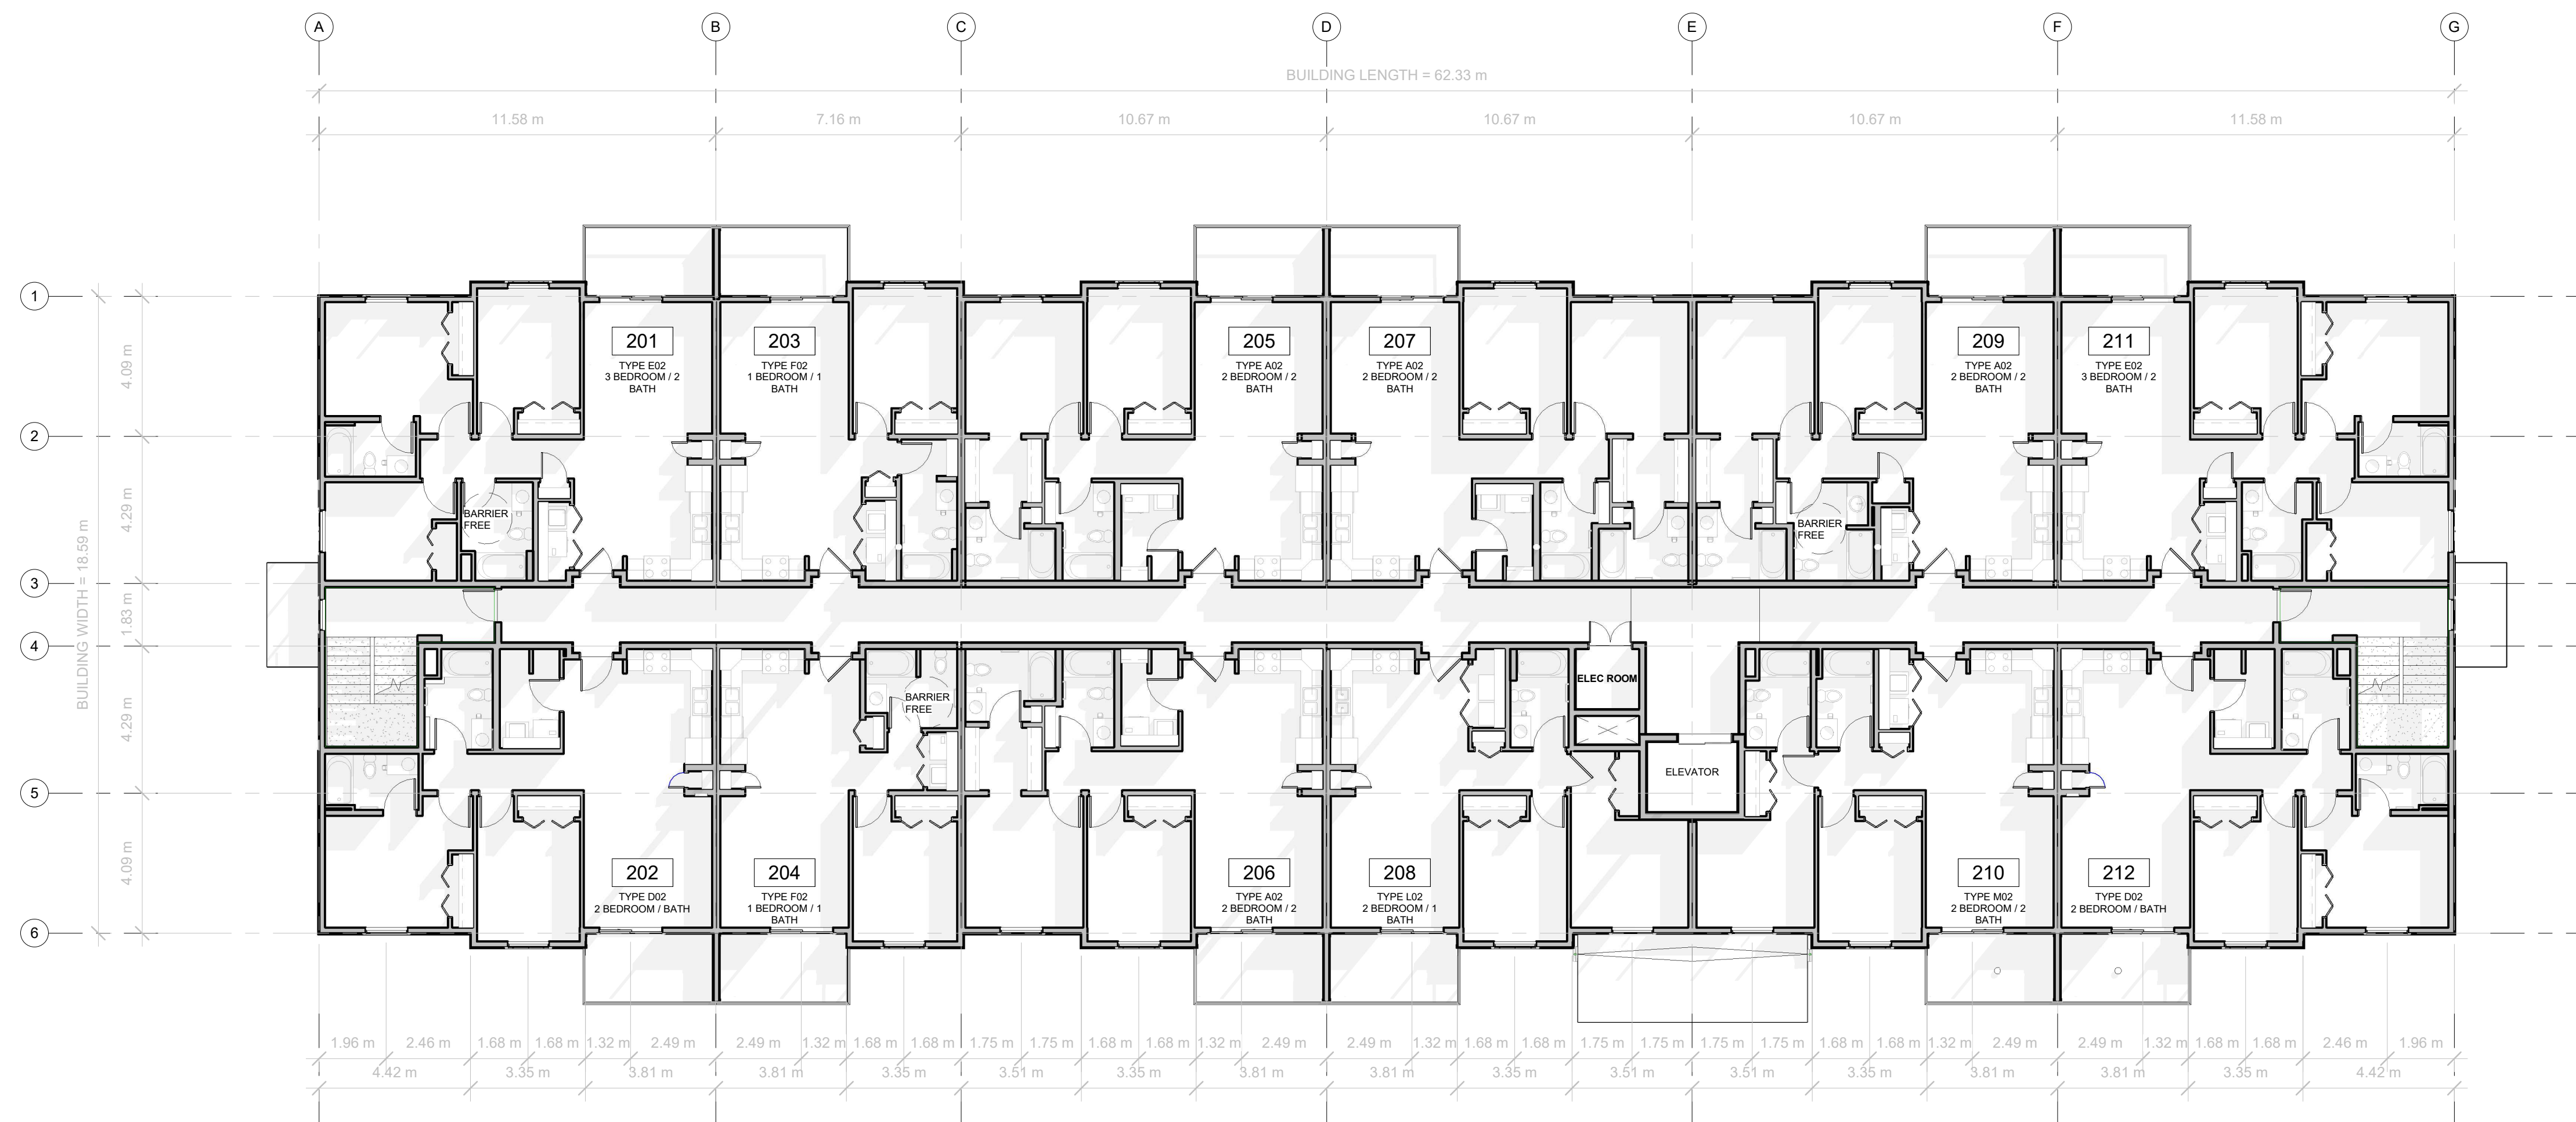 A B C D E F G
BUILDING LENGTH = 62.33 m
11.58 m 7.16 m 10.67 m 10.67 m 10.67 m 11.58 m
1
2
3
4
5
6
BUILDING WIDTH = 18.59 m
4.09 m
4.29 m
1.83 m
4.29 m
4.09 m
201
TYPE E02
3 BEDROOM / 2
BATH
203
TYPE F02
1 BEDROOM / 1
BATH
205
TYPE A02
2 BEDROOM / 2
BATH
207
TYPE A02
2 BEDROOM / 2
BATH
209
TYPE A02
2 BEDROOM / 2
BATH
211
TYPE E02
3 BEDROOM / 2
BATH
BARRIER
FREE
BARRIER
FREE
BARRIER
FREE
ELEC ROOM
ELEVATOR
202
TYPE D02
2 BEDROOM / BATH
204
TYPE F02
1 BEDROOM / 1
BATH
206
TYPE A02
2 BEDROOM / 2
BATH
208
TYPE L02
2 BEDROOM / 1
BATH
210
TYPE M02
2 BEDROOM / 2
BATH
212
TYPE D02
2 BEDROOM / BATH
1.96 m 2.46 m 1.68 m 1.68 m 1.32 m 2.49 m 2.49 m 1.32 m 1.68 m 1.68 m 1.75 m 1.75 m 1.68 m 1.68 m 1.32 m 2.49 m 2.49 m 1.32 m 1.68 m 1.68 m 1.75 m 1.75 m 1.75 m 1.75 m 1.68 m 1.68 m 1.32 m 2.49 m 2.49 m 1.32 m 1.68 m 1.68 m 2.46 m 1.96 m
4.42 m 3.35 m 3.81 m 3.81 m 3.35 m 3.51 m 3.35 m 3.81 m 3.81 m 3.35 m 3.51 m 3.51 m 3.35 m 3.81 m 3.81 m 3.35 m 4.42 m